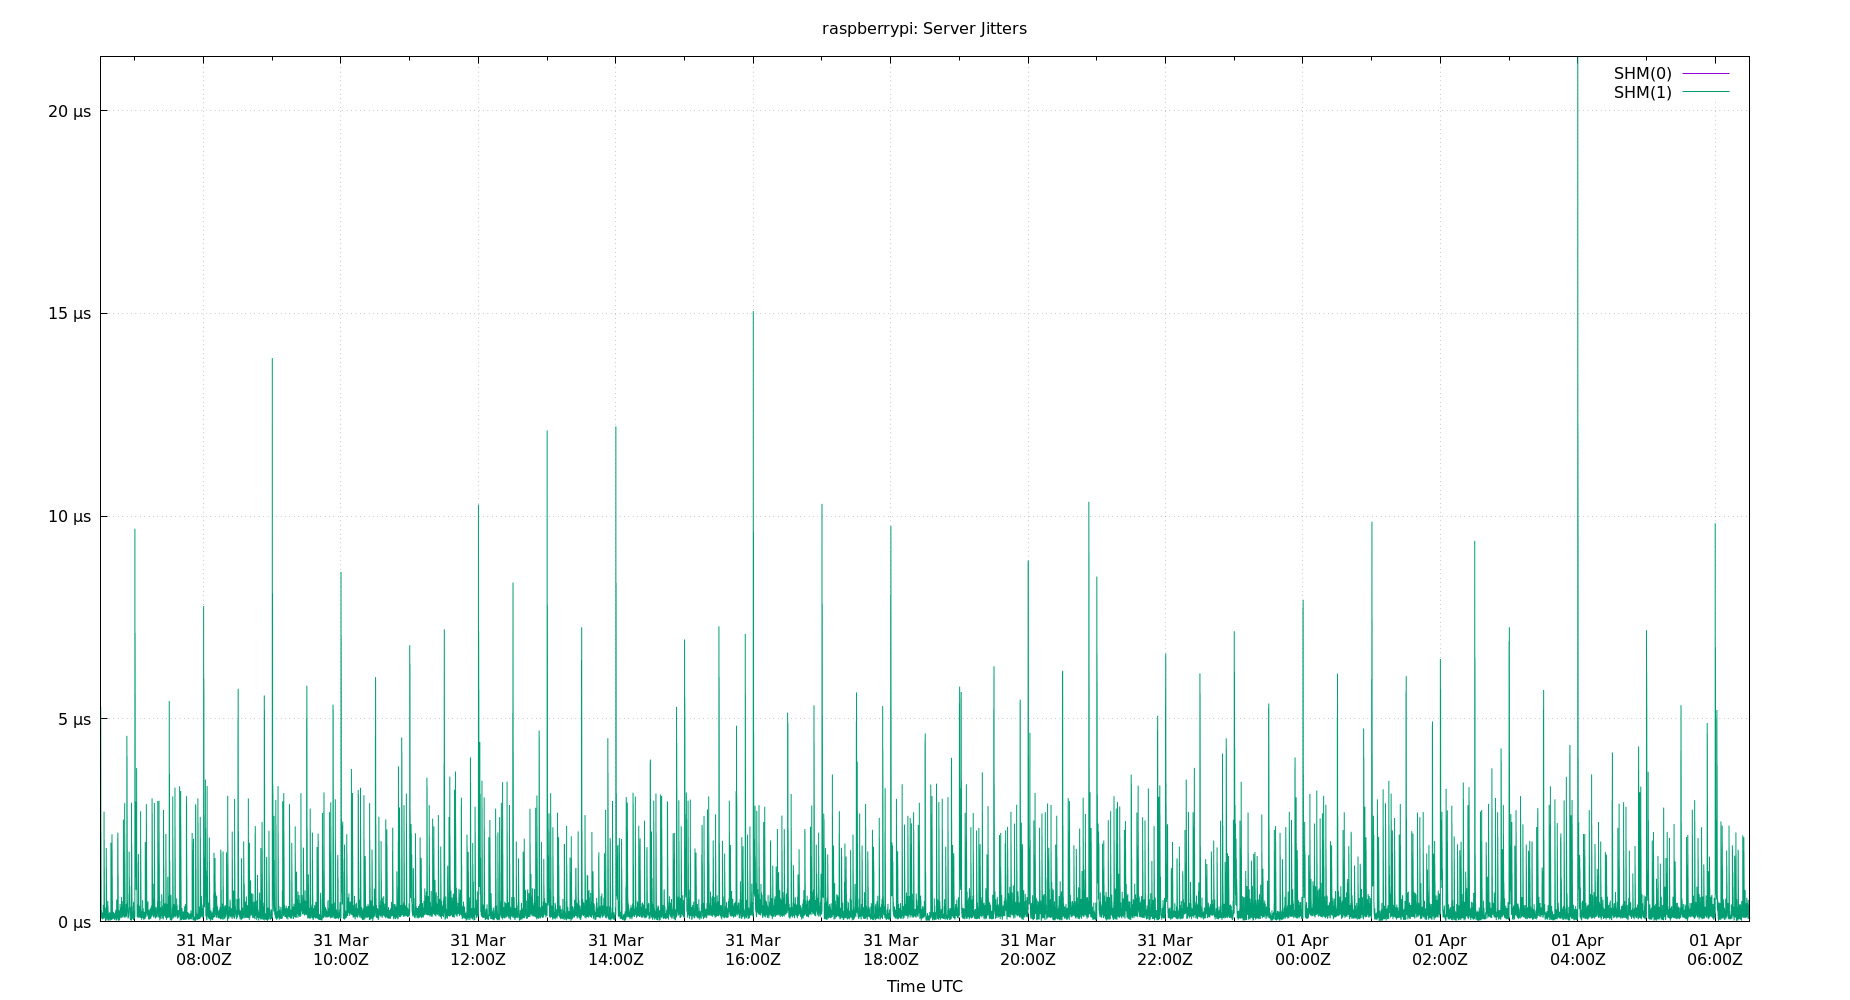 raspberrypi: Server Jitters
SHM(0)
SHM(1)
20 μs
15 μs
10 μs
5 μs
0 μs
31 Mar 31 Mar 31 Mar 31 Mar 31 Mar 31 Mar 31 Mar 31 Mar 01 Apr 01 Apr 01 Apr 01 Apr
08:00Z 10:00Z 12:00Z 14:00Z 16:00Z 18:00Z 20:00Z 22:00Z 00:00Z 02:00Z 04:00Z 06:00Z
Time UTC